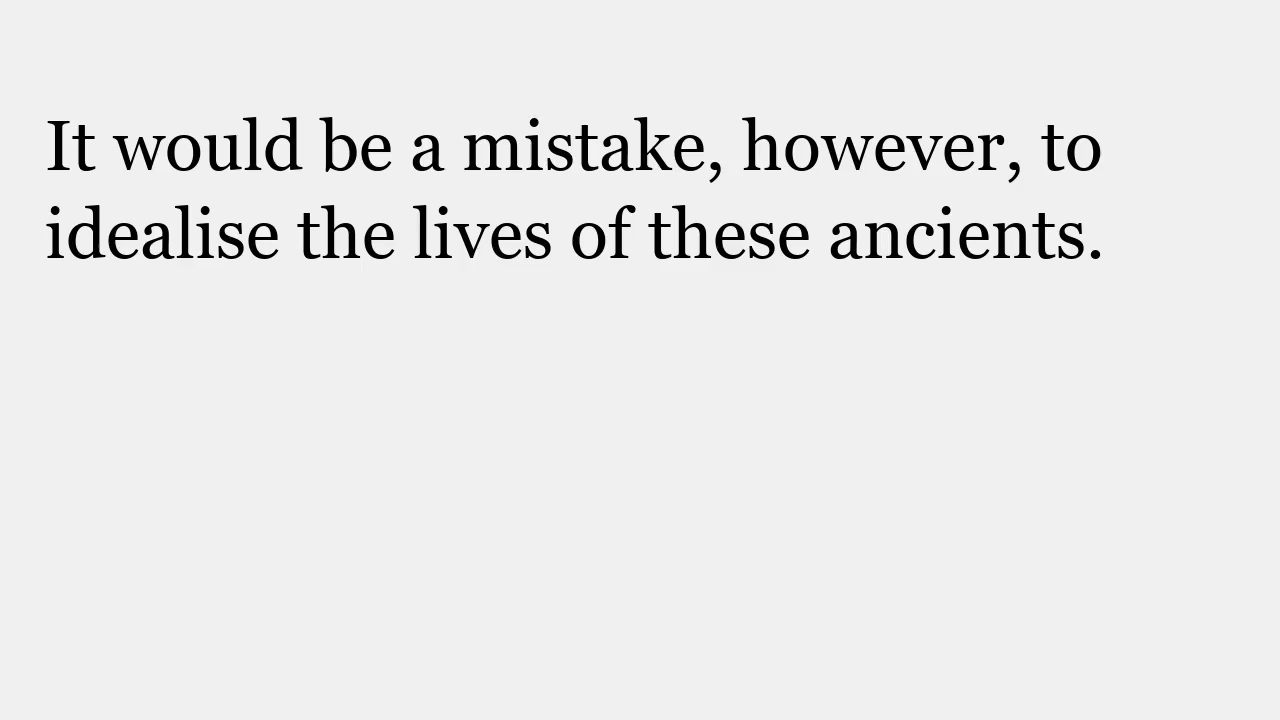 It would be a mistake, however, to
idealise the lives of these ancients.